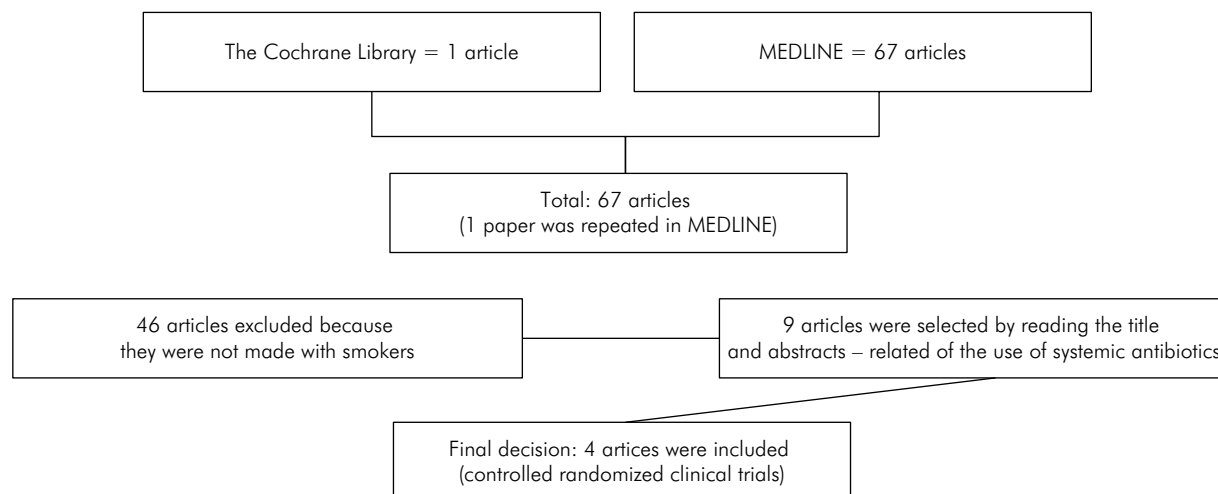 The Cochrane Library = 1 article
MEDLINE = 67 articles
Total: 67 articles
(1 paper was repeated in MEDLINE)
46 articles excluded because
they were not made with smokers
9 articles were selected by reading the title
and abstracts – related of the use of systemic antibiotics
Final decision: 4 artices were included
(controlled randomized clinical trials)